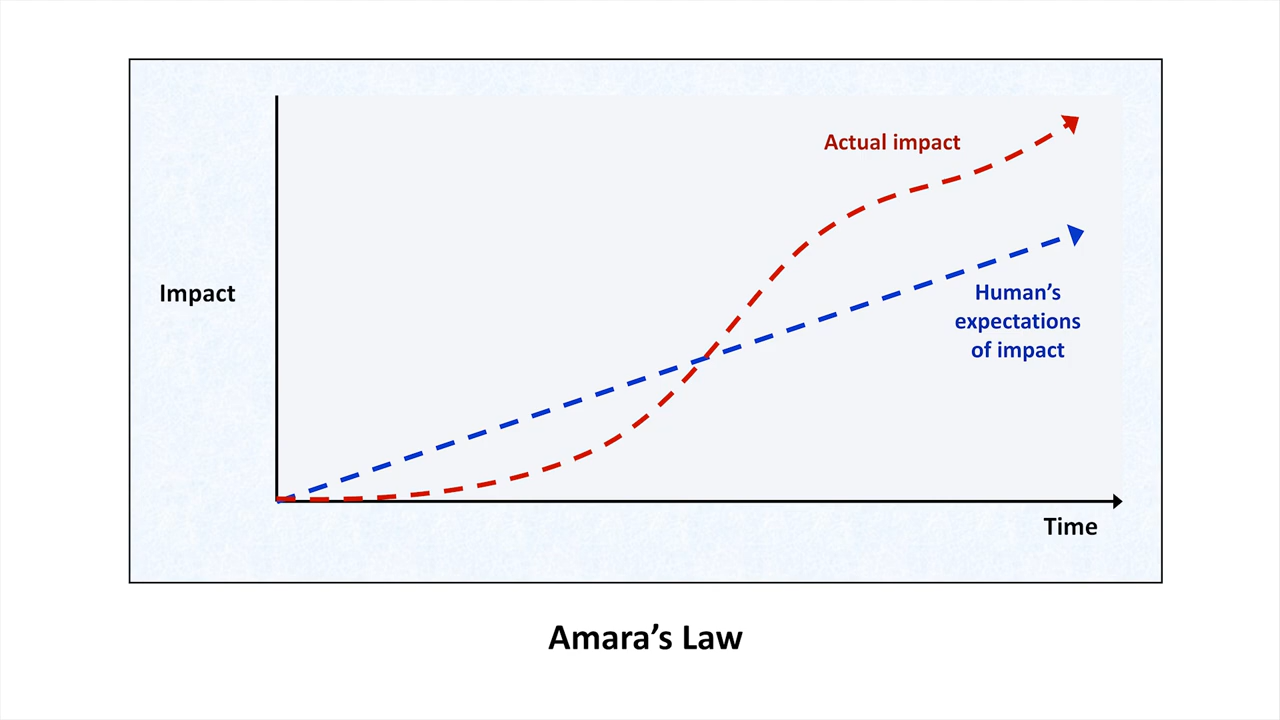 Actual impact
Impact
Human’s
expectations
of impact
Time
Amara’s Law